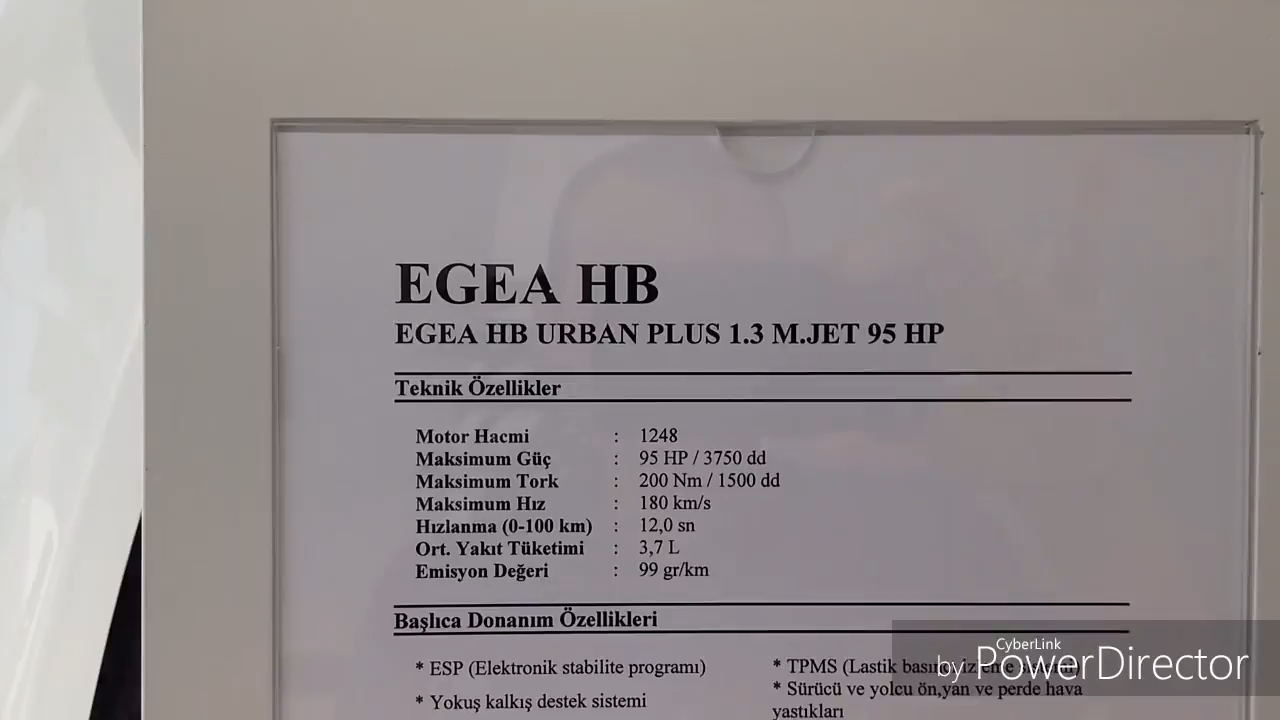 EGEA HB
EGEA HB URBAN PLUS 1.3 M.JET 95 HP
Teknik Özellikler
Motor Hacmi : 1248
Maksimum Güç : 95 HP / 3750 dd
Maksimum Tork : 200 Nm / 1500 dd
Maksimum Hız : 180 km/s
Hızlanma (0-100 km) : 12,0 sn
Ort. Yakıt Tüketimi : 3,7 L
Emisyon Değeri : 99 gr/km
Başlıca Donanım Özellikleri
* ESP (Elektronik stabilite programı)
* Yokuş kalkış destek sistemi
* TPMS (Lastik basınç izleme sistemi)
* Sürücü ve yolcu ön,yan ve perde hava
yastıkları
CyberLink
by PowerDirector